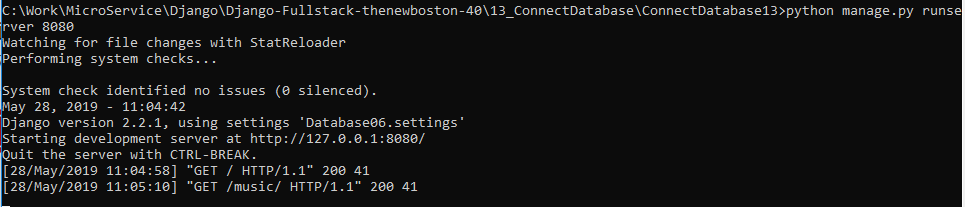 C:\Work\MicroService\Django\Django-Fullstack-thenewboston-40\13_ConnectDatabase\ConnectDatabase13>python manage.py runse
rver 8080
Watching for file changes with StatReloader
Performing system checks...
System check identified no issues (0 silenced).
May 28, 2019 - 11:04:42
Django version 2.2.1, using settings 'Database06.settings'
Starting development server at http://127.0.0.1:8080/
Quit the server with CTRL-BREAK.
[28/May/2019 11:04:58] "GET / HTTP/1.1" 200 41
[28/May/2019 11:05:10] "GET /music/ HTTP/1.1" 200 41